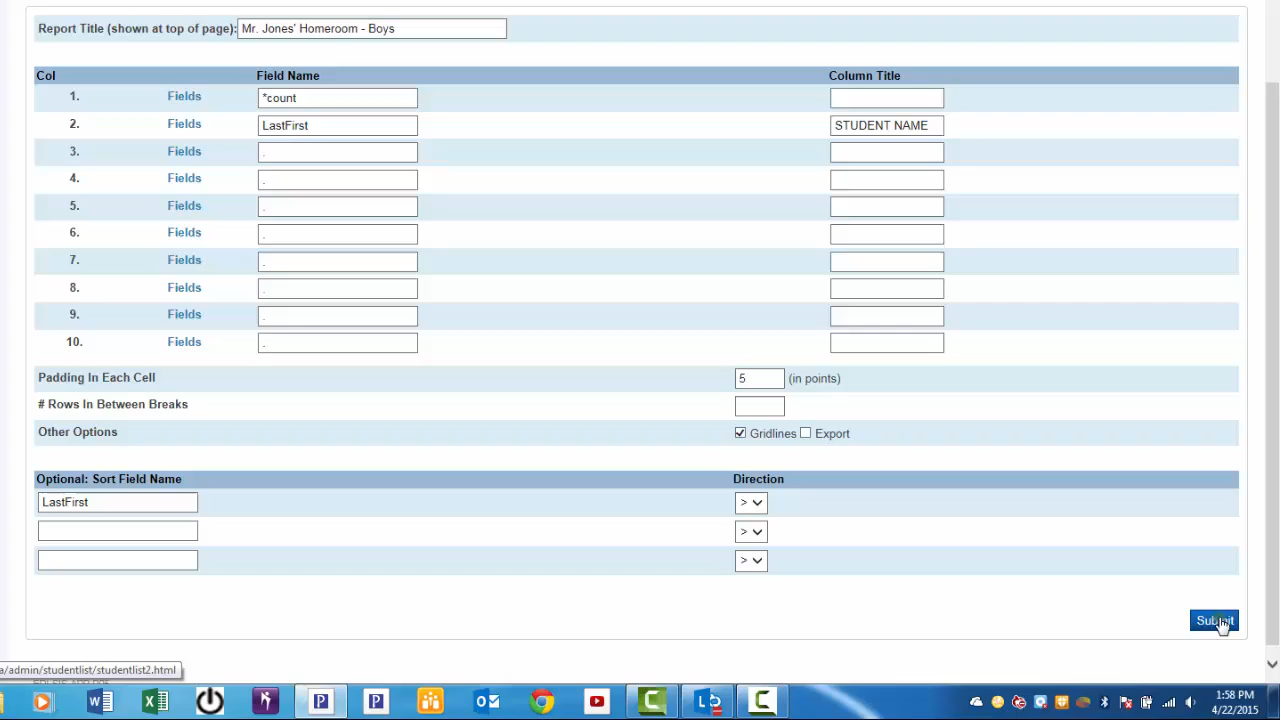 Report Title (shown at top of page): Mr. Jones' Homeroom - Boys
Col Field Name Column Title
1. Fields *count
2. Fields LastFirst STUDENT NAME
3. Fields .
4. Fields .
5. Fields .
6. Fields .
7. Fields .
8. Fields .
9. Fields .
10. Fields .
Padding In Each Cell 5 (in points)
# Rows In Between Breaks
Other Options Gridlines Export
Optional: Sort Field Name Direction
LastFirst >
>
>
Submit
a/admin/studentlist/studentlist2.html
1:58 PM
4/22/2015